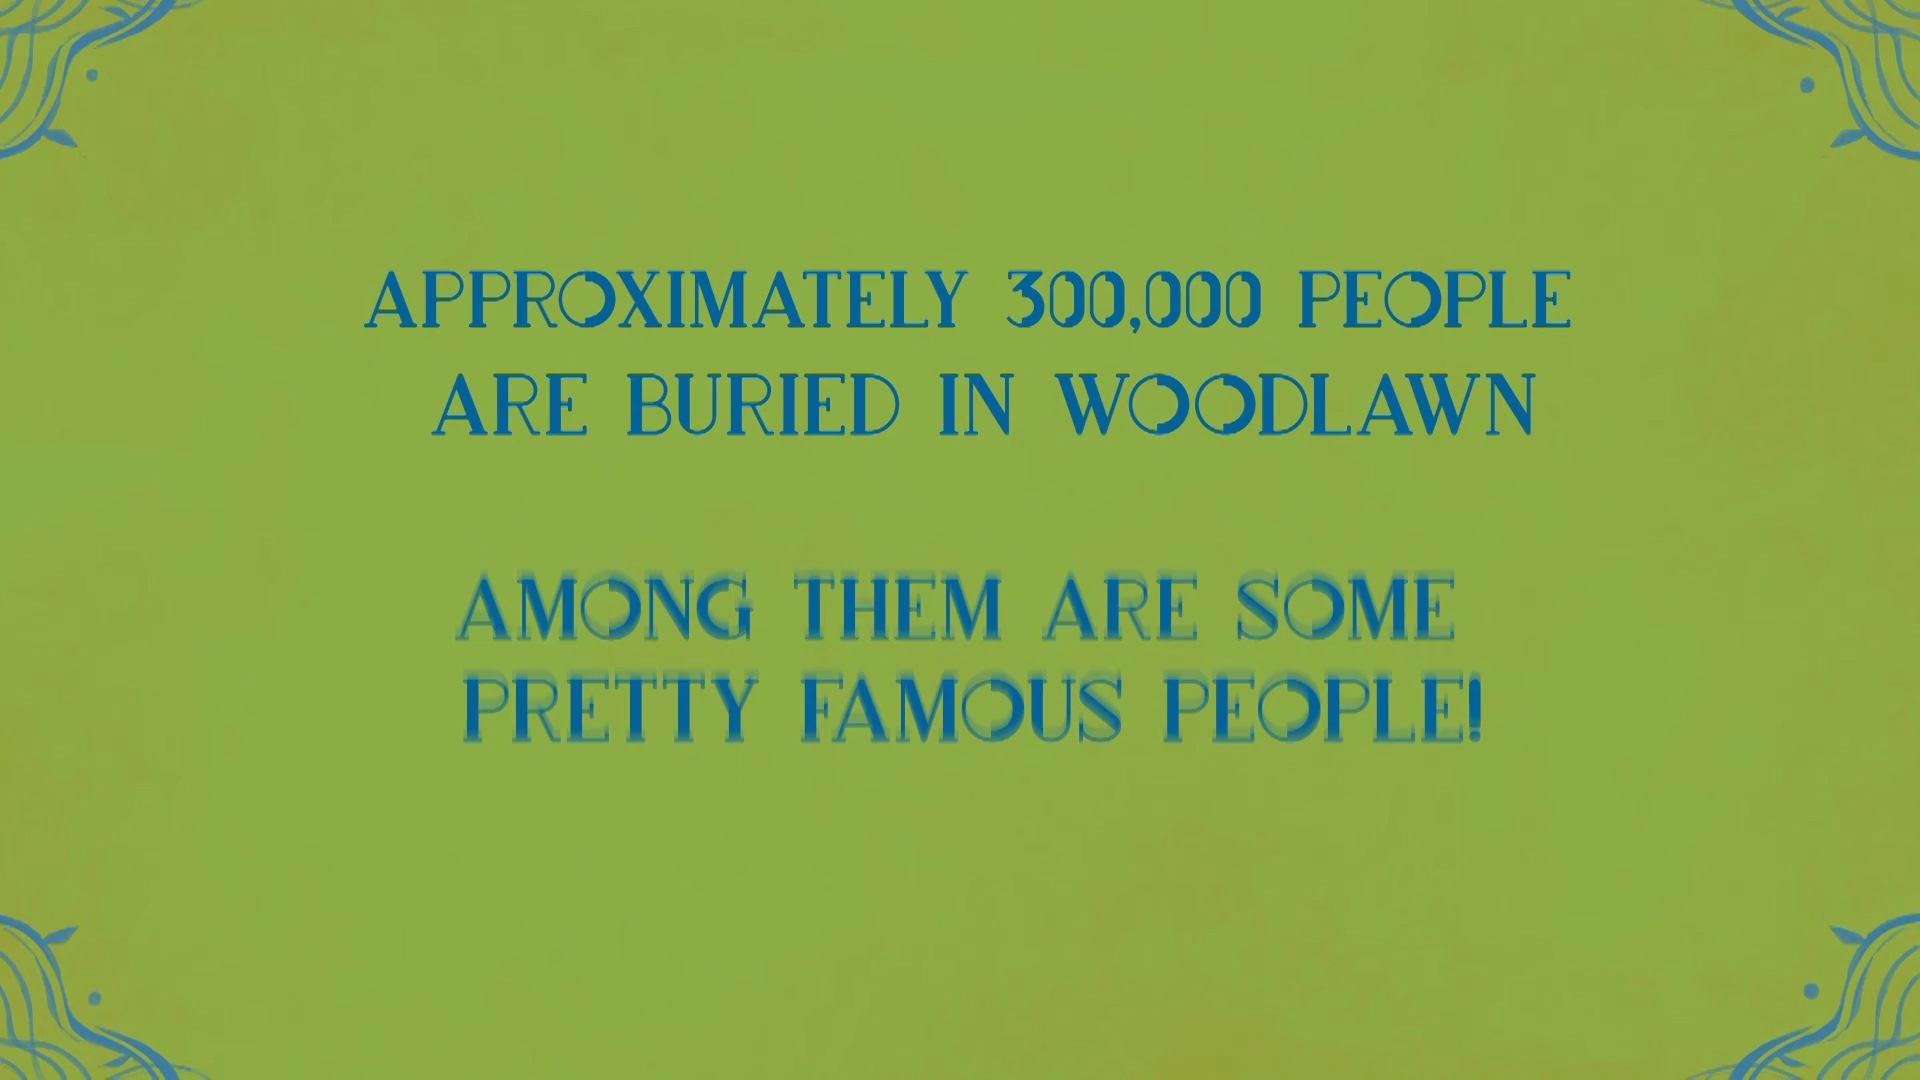 APPROXIMATELY 300,000 PEOPLE
ARE BURIED IN WOODLAWN
AMONG THEM ARE SOME
PRETTY FAMOUS PEOPLE!